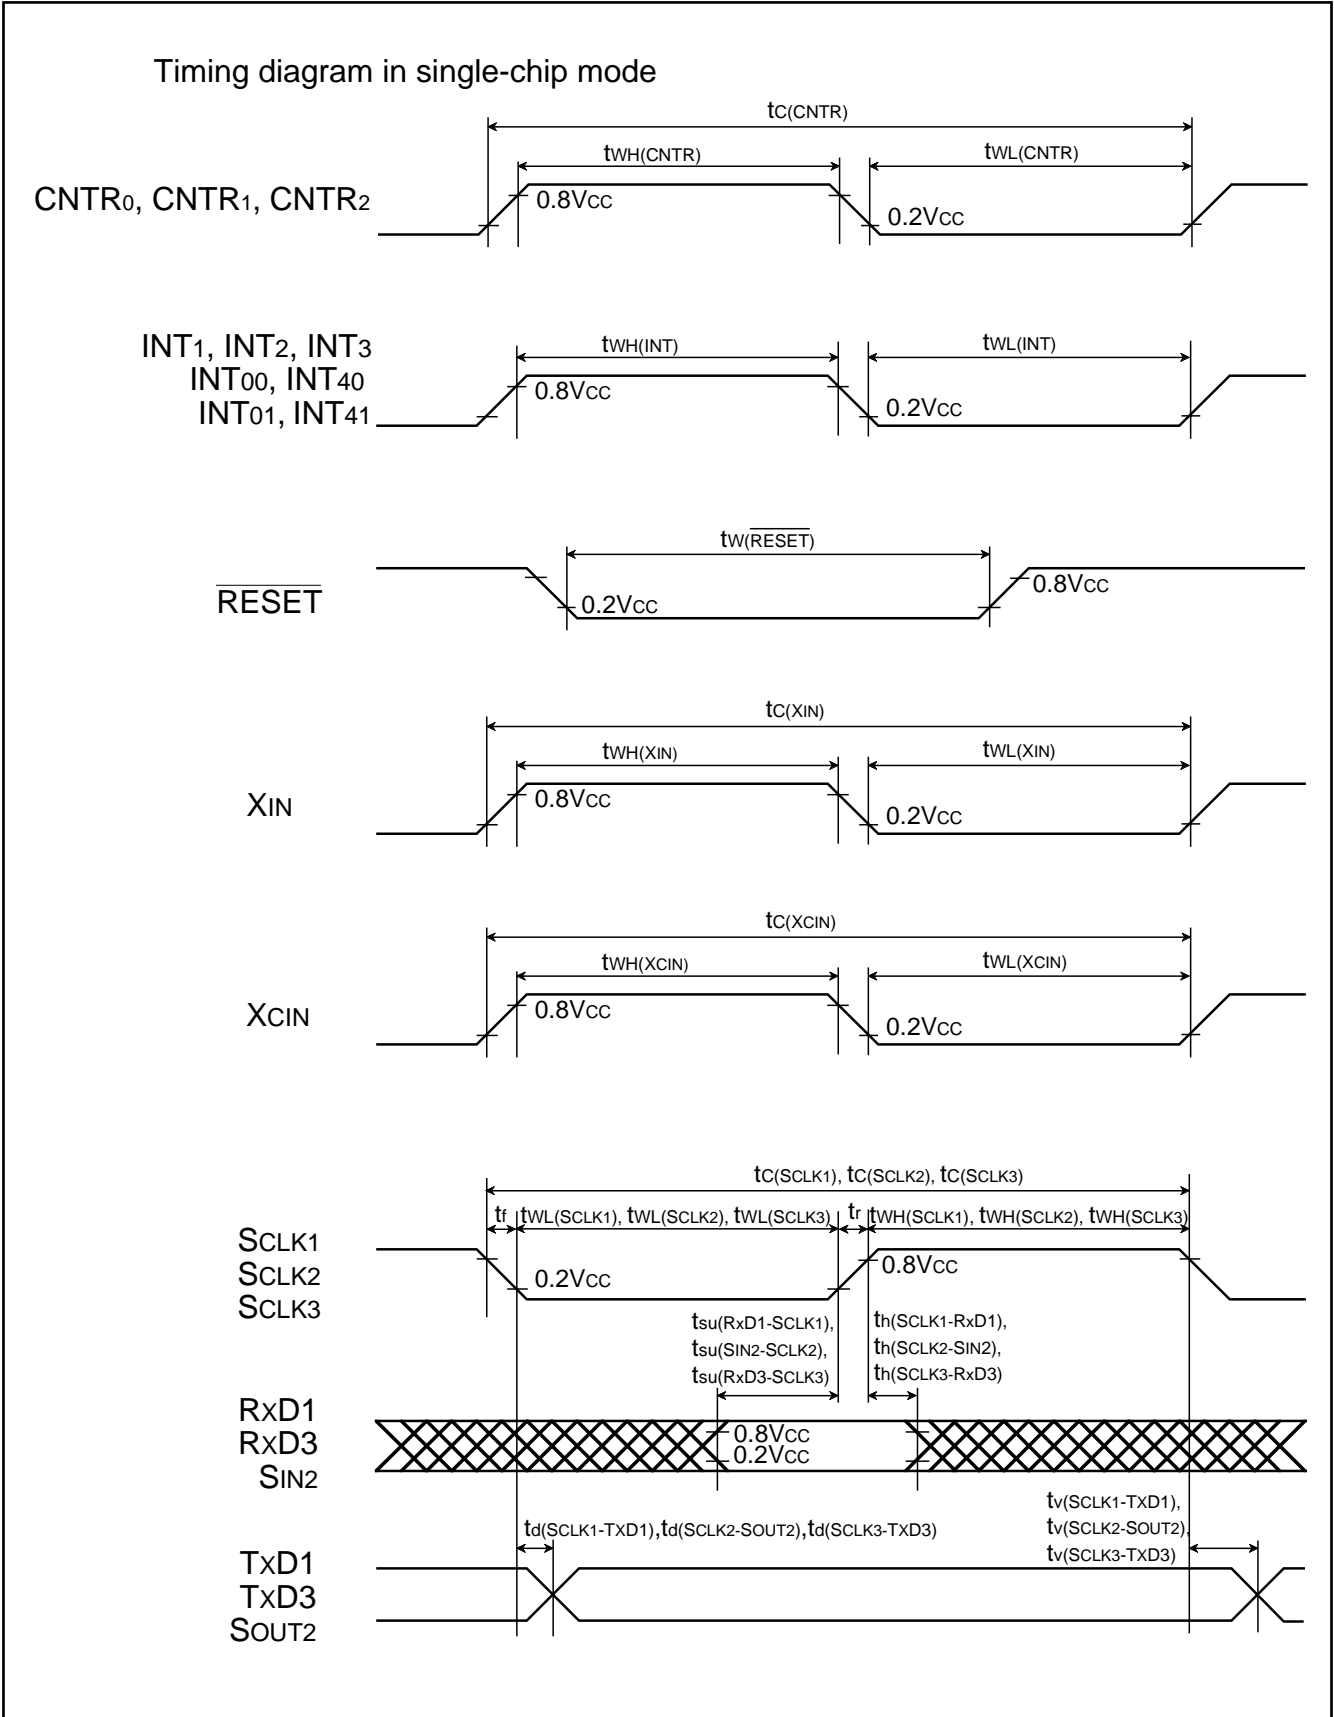 Timing diagram in single-chip mode
tC(CNTR)
tWH(CNTR)
tWL(CNTR)
CNTR0, CNTR1, CNTR2
0.8VCC
0.2VCC
INT1, INT2, INT3
INT00, INT40
INT01, INT41
tWH(INT)
tWL(INT)
0.8VCC
0.2VCC
tW(RESET)
RESET
0.2VCC
0.8VCC
tC(XIN)
tWH(XIN)
tWL(XIN)
XIN
0.8VCC
0.2VCC
tC(XCIN)
tWH(XCIN)
tWL(XCIN)
XCIN
0.8VCC
0.2VCC
tC(SCLK1), tC(SCLK2), tC(SCLK3)
tf
tWL(SCLK1), tWL(SCLK2), tWL(SCLK3)
tr
tWH(SCLK1), tWH(SCLK2), tWH(SCLK3)
SCLK1
SCLK2
SCLK3
0.2VCC
0.8VCC
tsu(RxD1-SCLK1),
tsu(SIN2-SCLK2),
tsu(RxD3-SCLK3)
th(SCLK1-RxD1),
th(SCLK2-SIN2),
th(SCLK3-RxD3)
RXD1
RXD3
SIN2
0.8VCC
0.2VCC
td(SCLK1-TXD1),td(SCLK2-SOUT2),td(SCLK3-TXD3)
tv(SCLK1-TXD1),
tv(SCLK2-SOUT2),
tv(SCLK3-TXD3)
TXD1
TXD3
SOUT2